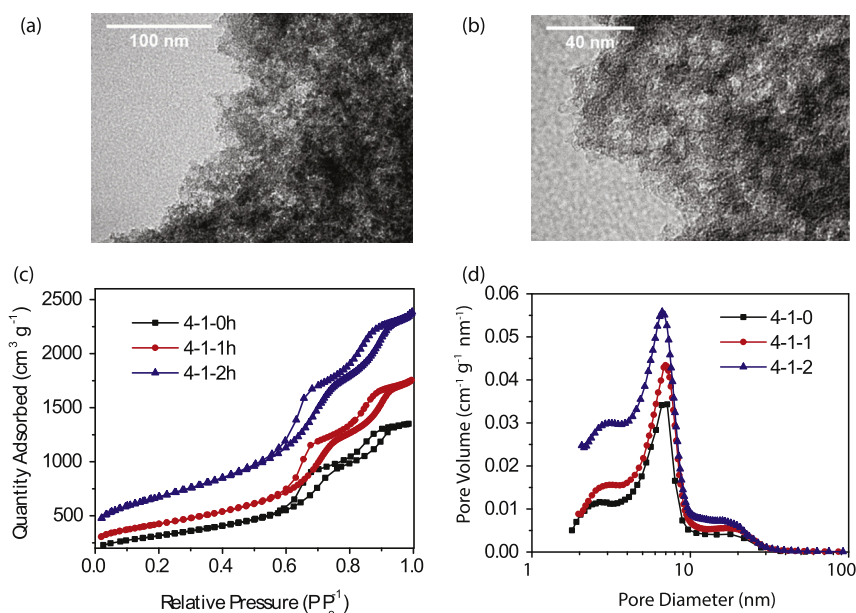 (a)
100 nm
(b)
40 nm
(c)
2500
2000
1500
1000
500
0.0
0.2
0.4
0.6
0.8
1.0
Quantity Adsorbed (cm³ g⁻¹)
4-1-0h
4-1-1h
4-1-2h
(d)
0.06
0.05
0.04
0.03
0.02
0.01
0.00
1
10
100
Pore Volume (cm⁻¹ g⁻¹ nm⁻¹)
4-1-0
4-1-1
4-1-2
Relative Pressure (PP₀⁻¹)
Pore Diameter (nm)